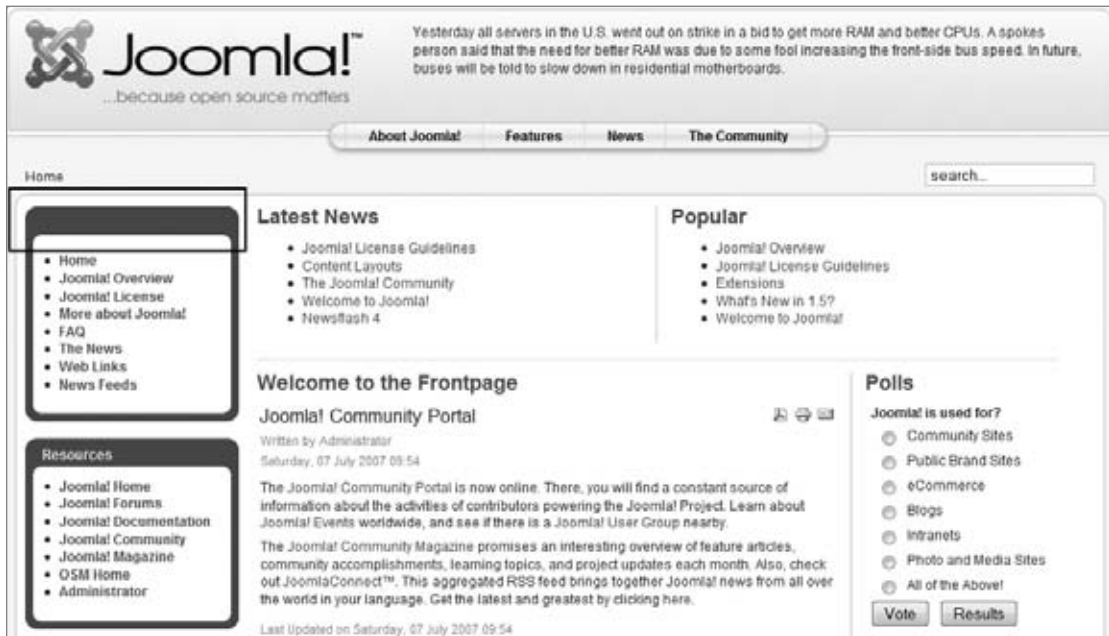 Joomla!™
...because open source matters
Yesterday all servers in the U.S. went out on strike in a bid to get more RAM and better CPUs. A spokes
person said that the need for better RAM was due to some fool increasing the front-side bus speed. In future,
buses will be told to slow down in residential motherboards.
About Joomla!
Features
News
The Community
Home
search...
Home
Joomla! Overview
Joomla! License
More about Joomla!
FAQ
The News
Web Links
News Feeds
Resources
Joomla! Home
Joomla! Forums
Joomla! Documentation
Joomla! Community
Joomla! Magazine
OSM Home
Administrator
Latest News
Joomla! License Guidelines
Content Layouts
The Joomla! Community
Welcome to Joomla!
Newsflash 4
Popular
Joomla! Overview
Joomla! License Guidelines
Extensions
What's New in 1.5?
Welcome to Joomla!
Welcome to the Frontpage
Joomla! Community Portal
Written by Administrator
Saturday, 07 July 2007 09:54
The Joomla! Community Portal is now online. There, you will find a constant source of
information about the activities of contributors powering the Joomla! Project. Learn about
Joomla! Events worldwide, and see if there is a Joomla! User Group nearby.
The Joomla! Community Magazine promises an interesting overview of feature articles,
community accomplishments, learning topics, and project updates each month. Also, check
out JoomlaConnect™. This aggregated RSS feed brings together Joomla! news from all over
the world in your language. Get the latest and greatest by clicking here.
Last Updated on Saturday, 07 July 2007 09:54
Polls
Joomla! is used for?
Community Sites
Public Brand Sites
eCommerce
Blogs
Intranets
Photo and Media Sites
All of the Above!
Vote
Results